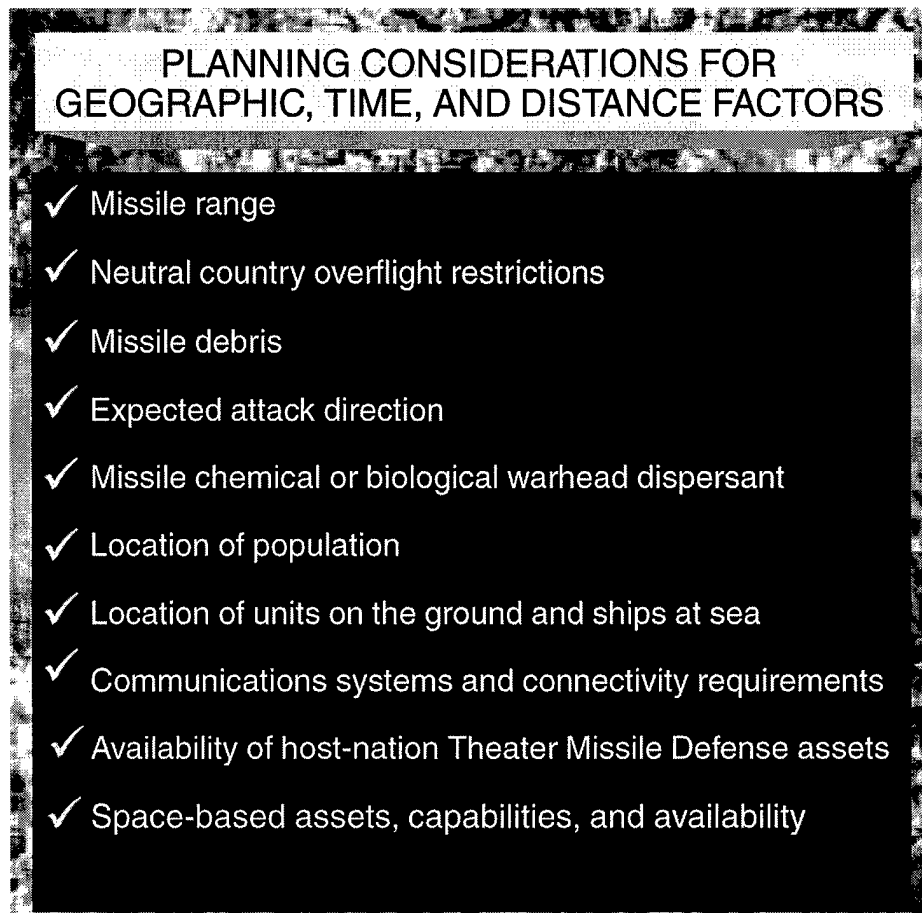 PLANNING CONSIDERATIONS FOR
GEOGRAPHIC, TIME, AND DISTANCE FACTORS
✓ Missile range
✓ Neutral country overflight restrictions
✓ Missile debris
✓ Expected attack direction
✓ Missile chemical or biological warhead dispersant
✓ Location of population
✓ Location of units on the ground and ships at sea
✓ Communications systems and connectivity requirements
✓ Availability of host-nation Theater Missile Defense assets
✓ Space-based assets, capabilities, and availability